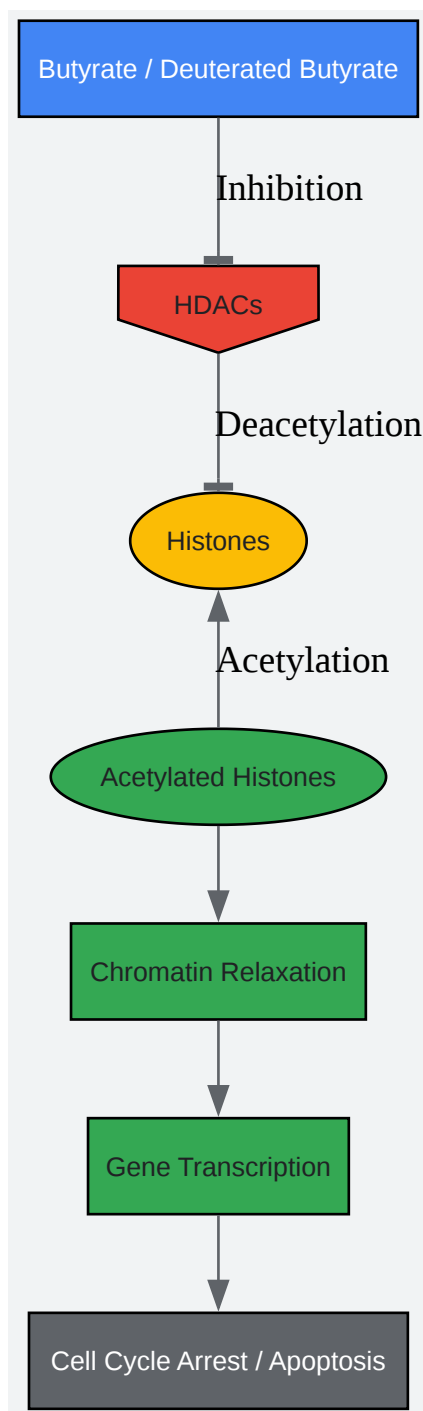 Butyrate / Deuterated Butyrate
Inhibition
HDACs
Deacetylation
Histones
Acetylation
Acetylated Histones
Chromatin Relaxation
Gene Transcription
Cell Cycle Arrest / Apoptosis